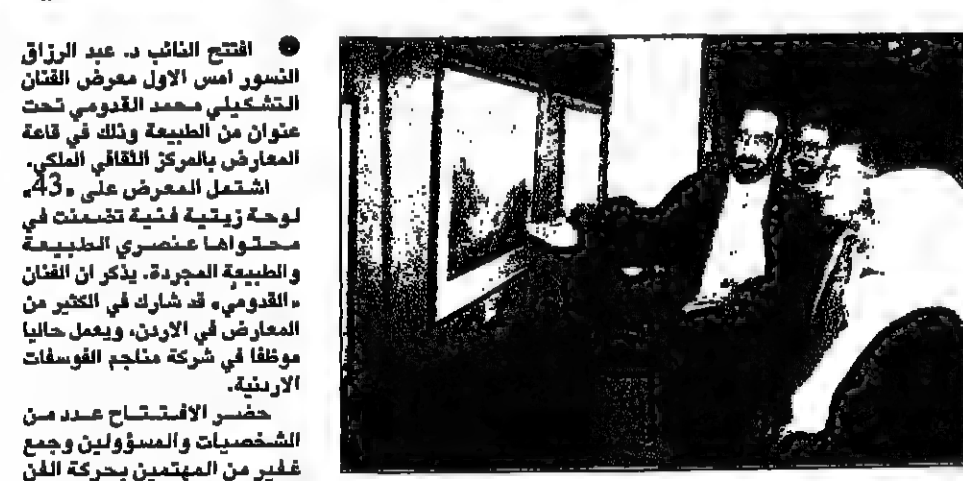 ● افتتح النائب د. عبد الرزاق
النسور امس الاول معرض الفنان
التشكيلي محمد القدومي تحت
عنوان من الطبيعة وذلك في قاعة
المعارض بالمركز الثقافي الملكي.
اشتمل المعرض على «43»
لوحة زيتية فنية تضمنت في
محتواها عنصري الطبيعة
والطبيعة المجردة. يذكر ان الفنان
«القدومي» قد شارك في الكثير من
المعارض في الاردن، ويعمل حاليا
موظفا في شركة مناجم الفوسفات
الاردنية.
حضر الافتتاح عدد من
الشخصيات والمسؤولين وجمع
غفير من المهتمين بحركة الفن